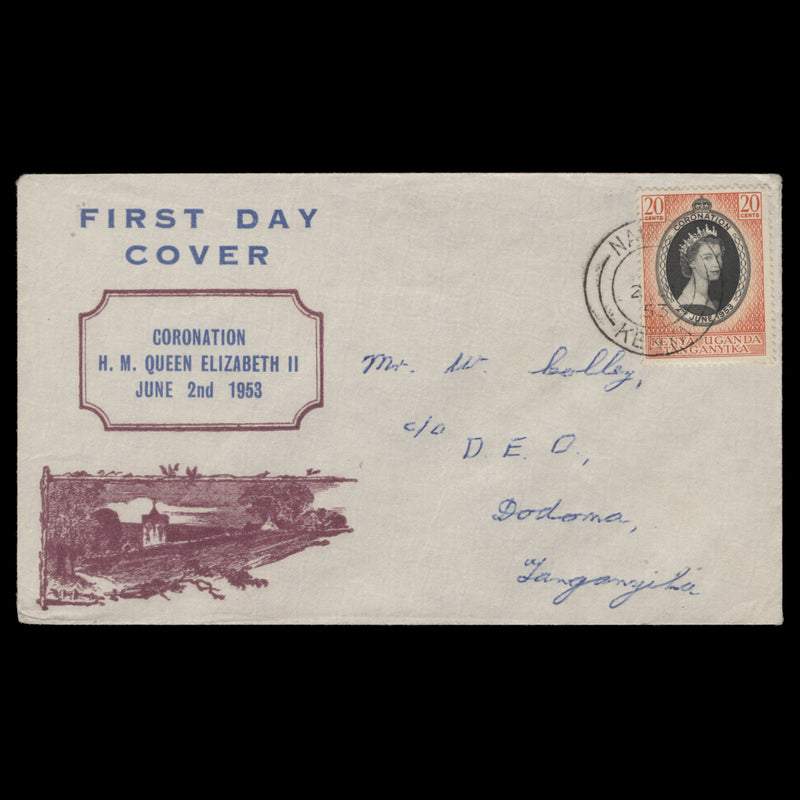 FIRST DAY
COVER
CORONATION
H. M. QUEEN ELIZABETH II
JUNE 2nd 1953
20 CENTS
20 CENTS
CORONATION
2ND JUNE 1953
KENYA UGANDA
TANGANYIKA
Mr. W. Colley,
c/o
D. E. O.,
Dodoma,
Tanganyika